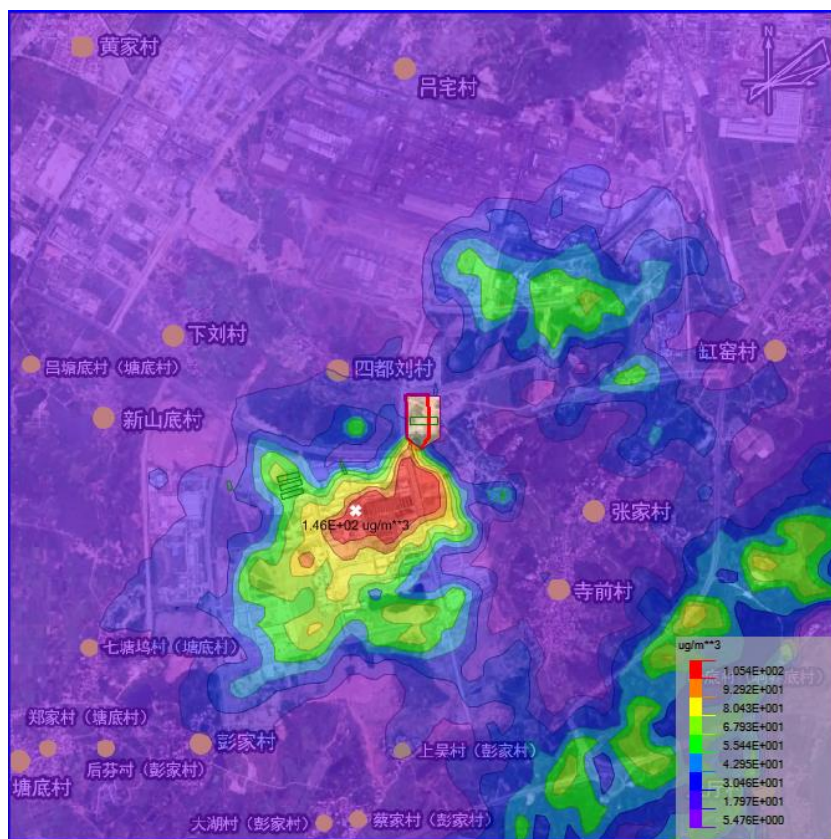 黄家村
吕宅村
N
下刘村
吕塘底村（塘底村）
四都刘村
缸窑村
新山底村
1.46E+02 ug/m**3
张家村
寺前村
七塘坞村（塘底村）
ug/m**3
1.054E+002
9.292E+001
8.043E+001
6.793E+001
5.544E+001
4.295E+001
3.046E+001
1.797E+001
5.476E+000
郑家村（塘底村）
彭家村
上吴村（彭家村）
后芬村（彭家村）
塘底村
大湖村（彭家村）
蔡家村（彭家村）